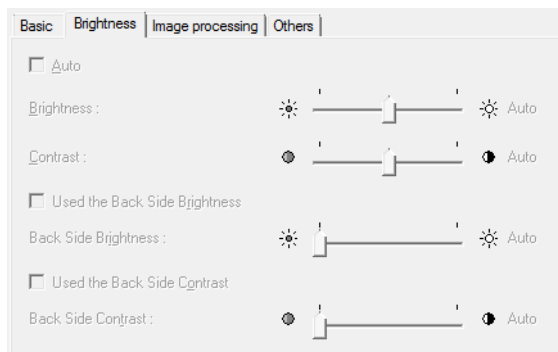 Basic Brightness Image processing Others
Auto
Brightness : Auto
Contrast : Auto
Used the Back Side Brightness
Back Side Brightness : Auto
Used the Back Side Contrast
Back Side Contrast : Auto